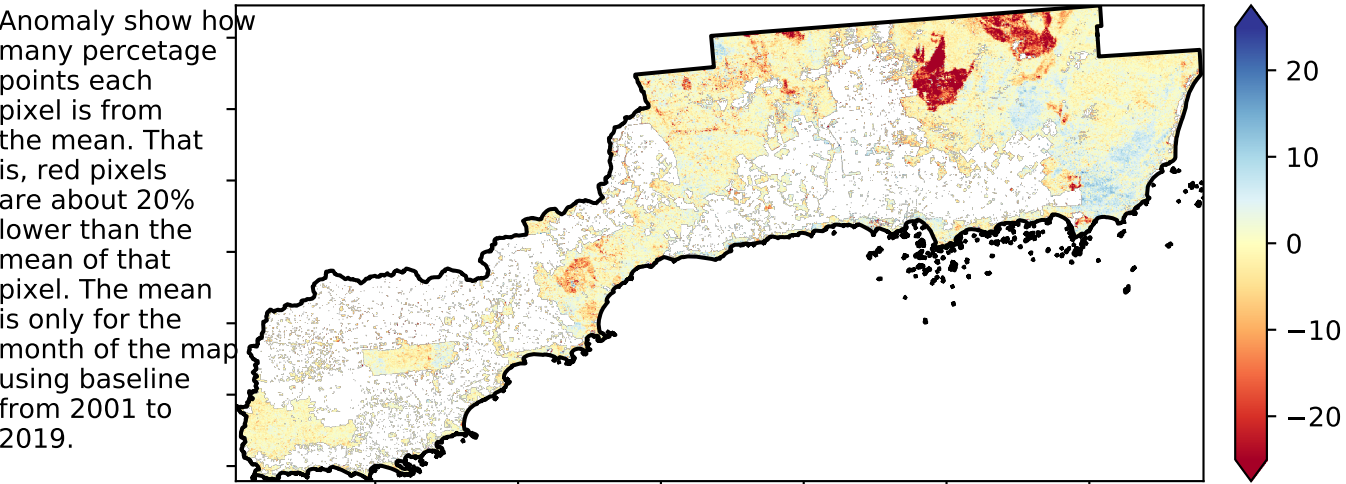 Anomaly show how
many percetage
points each
pixel is from
the mean. That
is, red pixels
are about 20%
lower than the
mean of that
pixel. The mean
is only for the
month of the map
using baseline
from 2001 to
2019.
20
10
0
−10
−20